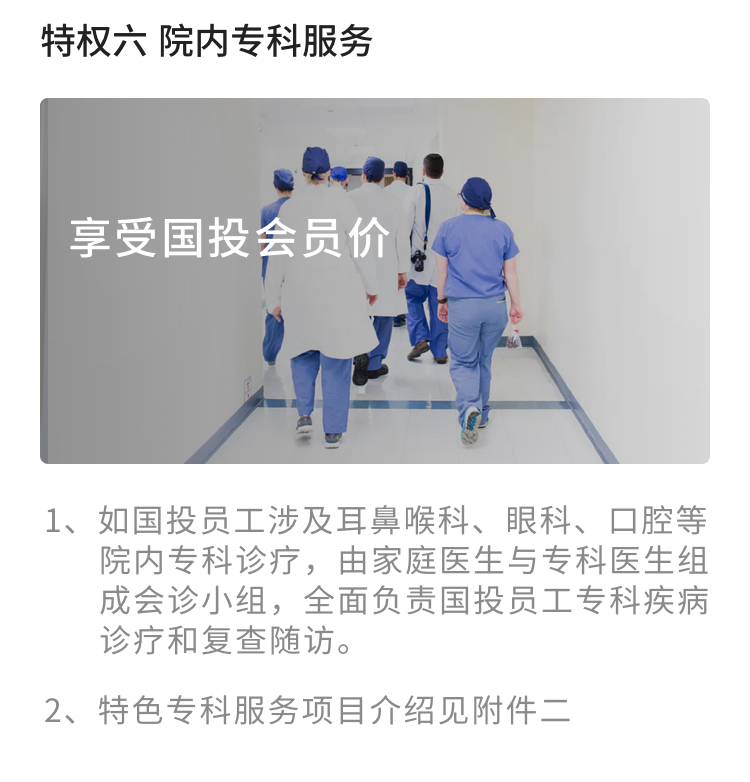 特权六 院内专科服务
享受国投会员价
1、如国投员工涉及耳鼻喉科、眼科、口腔等
院内专科诊疗，由家庭医生与专科医生组
成会诊小组，全面负责国投员工专科疾病
诊疗和复查随访。
2、特色专科服务项目介绍见附件二